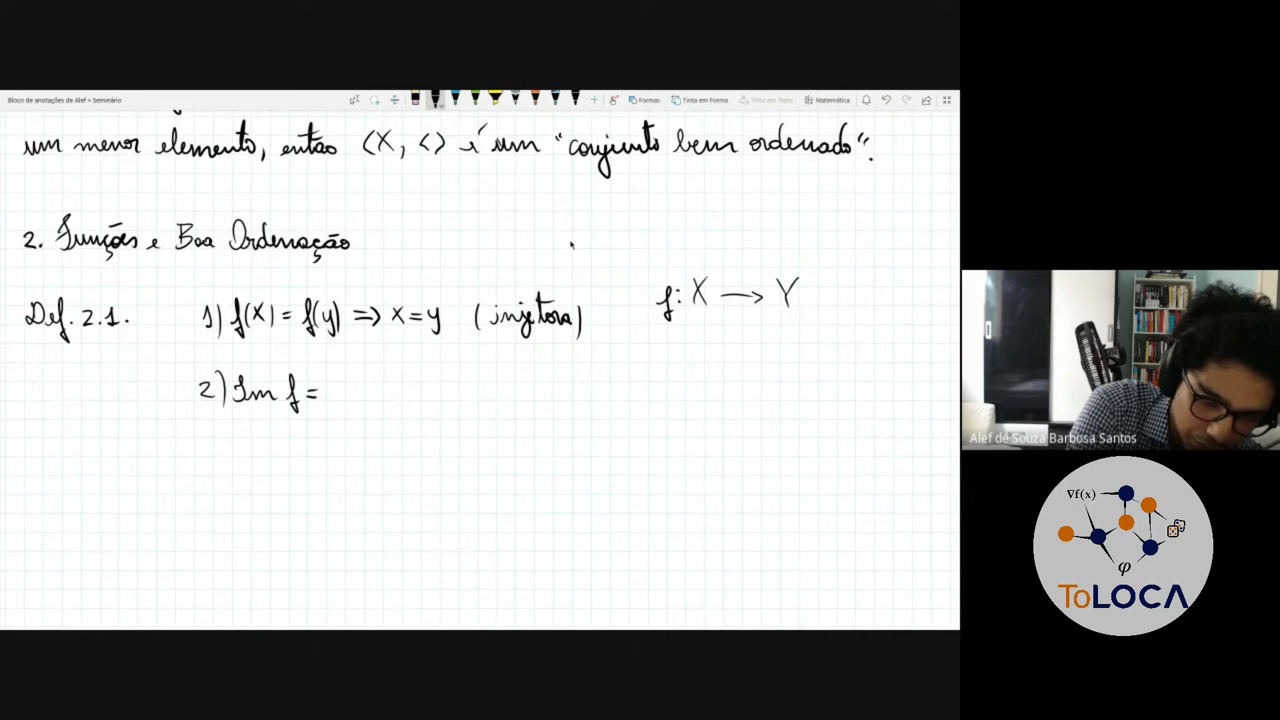 Bloco de anotações de Alef > Seminário
Formas
Tinta em Forma
Tinta em Texto
Matemática
um menor elemento, então (X, <) é um "conjunto bem ordenado".
2. Funções e Boa Ordenação
f: X → Y
Def. 2.1. 1) f(x) = f(y) => x = y (injetora)
2) Im f =
Alef de Souza Barbosa Santos
∇f(x)
φ
ToLOCA